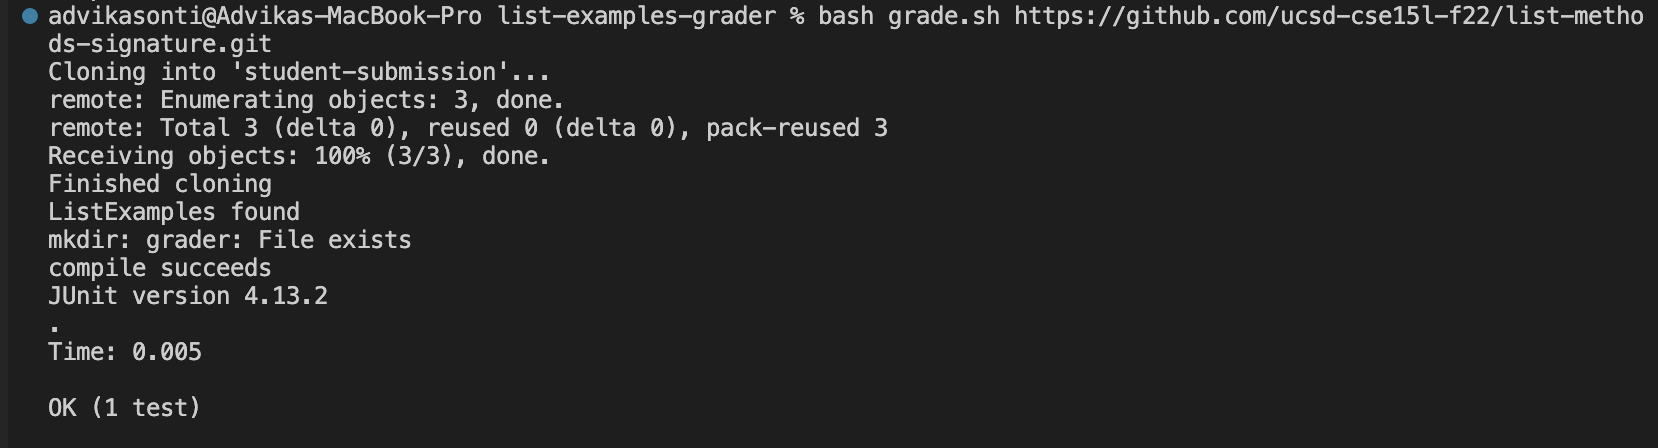 advikasonti@Advikas-MacBook-Pro list-examples-grader % bash grade.sh https://github.com/ucsd-cse15l-f22/list-metho
ds-signature.git
Cloning into 'student-submission'...
remote: Enumerating objects: 3, done.
remote: Total 3 (delta 0), reused 0 (delta 0), pack-reused 3
Receiving objects: 100% (3/3), done.
Finished cloning
ListExamples found
mkdir: grader: File exists
compile succeeds
JUnit version 4.13.2
.
Time: 0.005
OK (1 test)